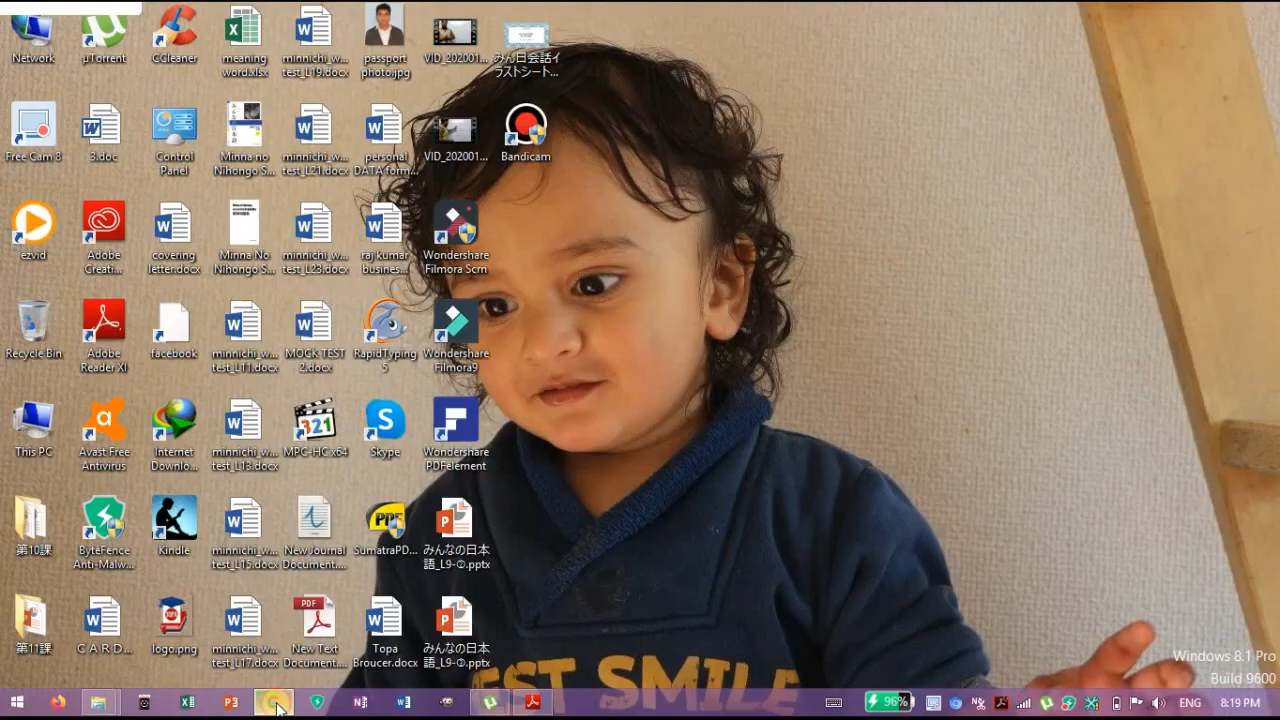 Network
µTorrent
CCleaner
meaning
word.xlsx
minnichi_w...
test_L19.docx
passport
photo.jpg
VID_202001...
みん日会話イ
ラストシート...
Free Cam 8
3.doc
Control
Panel
Minna no
Nihongo S...
minnichi_w...
test_L21.docx
personal
DATA form...
VID_202001...
Bandicam
ezvid
Adobe
Creati...
covering
letter.docx
Minna No
Nihongo S...
minnichi_w...
test_L23.docx
raj kumar
busines...
Wondershare
Filmora Scrn
Recycle Bin
Adobe
Reader XI
facebook
minnichi_w...
test_L11.docx
MOCK TEST
2.docx
RapidTyping
5
Wondershare
Filmora9
This PC
Avast Free
Antivirus
Internet
Downlo...
minnichi_w...
test_L13.docx
321
MPC-HC x64
Skype
Wondershare
PDFelement
第10課
ByteFence
Anti-Malw...
Kindle
minnichi_w...
test_L15.docx
New Journal
Document....
SumatraPD...
みんなの日本
語_L9-①.pptx
第11課
C A R D...
logo.png
minnichi_w...
test_L17.docx
PDF
New Text
Document....
Topa
Broucer.docx
みんなの日本
語_L9-②.pptx
EST SMILE
Windows 8.1 Pro
Build 9600
96%
ENG
8:19 PM